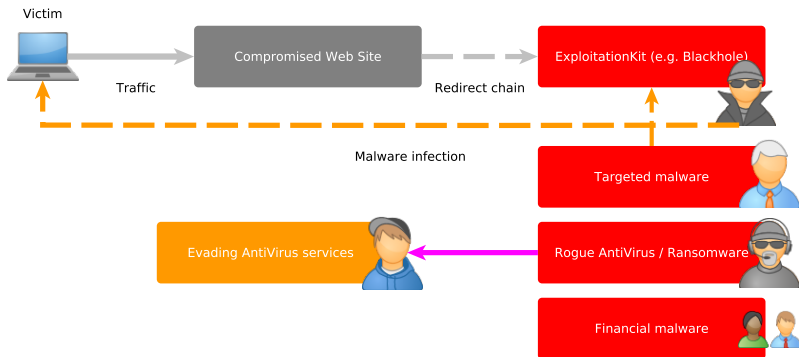 Victim
Compromised Web Site
ExploitationKit (e.g. Blackhole)
Traffic
Redirect chain
Malware infection
Targeted malware
Evading AntiVirus services
Rogue AntiVirus / Ransomware
Financial malware